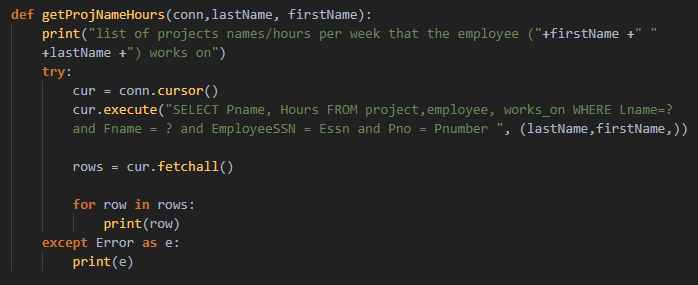 def getProjNameHours(conn,lastName, firstName):
print("list of projects names/hours per week that the employee ("+firstName +" "
+lastName +") works on")
try:
cur = conn.cursor()
cur.execute("SELECT Pname, Hours FROM project,employee, works_on WHERE Lname=?
and Fname = ? and EmployeeSSN = Essn and Pno = Pnumber ", (lastName,firstName,))
rows = cur.fetchall()
for row in rows:
print(row)
except Error as e:
print(e)